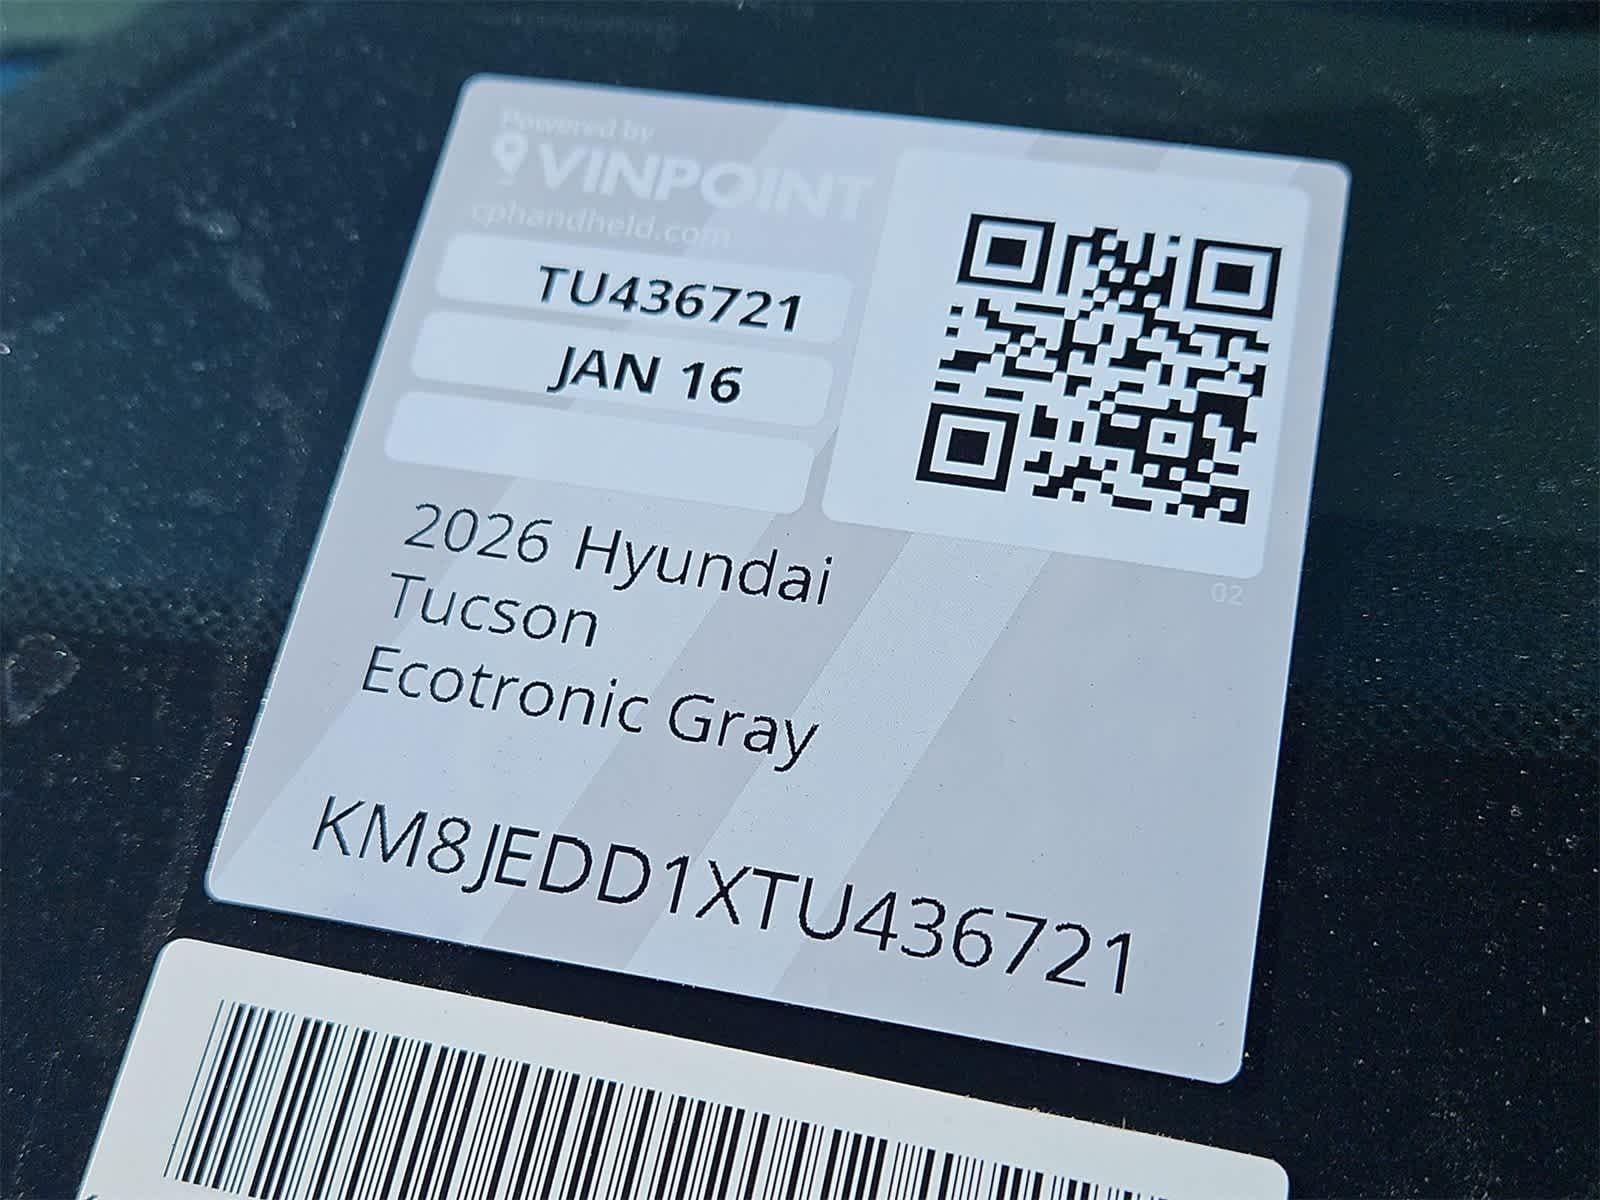 Powered by
VINPOINT
cphandheld.com
TU436721
JAN 16
2026 Hyundai
Tucson
Ecotronic Gray
02
KM8JEDD1XTU436721